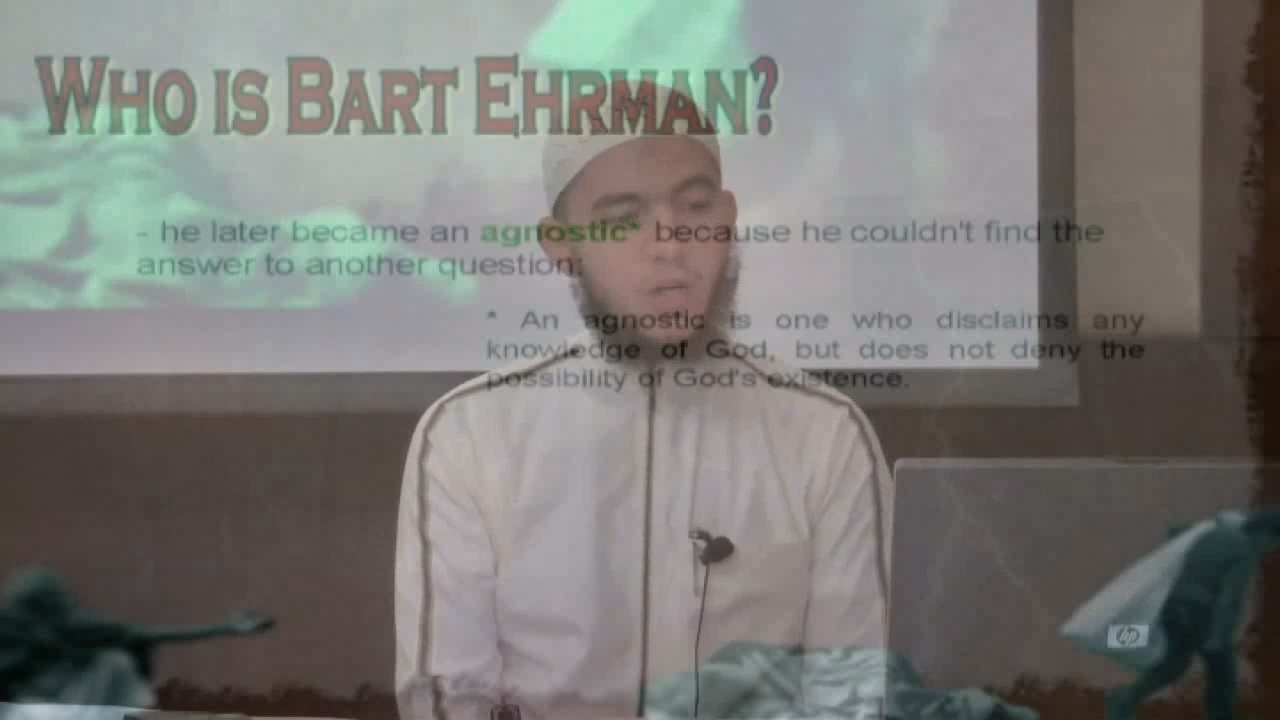 WHO IS BART EHRMAN?
- he later became an agnostic* because he couldn't find the
answer to another question.
* An agnostic is one who disclaims any
knowledge of God, but does not deny the
possibility of God's existence.
hp